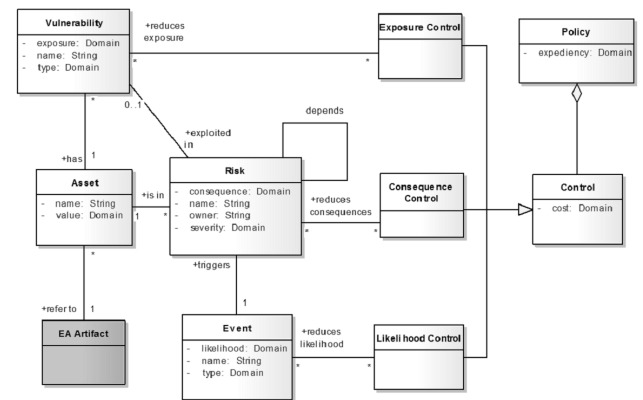 Vulnerability
- exposure: Domain
- name: String
- type: Domain
+reduces
exposure
*
*
Exposure Control
Policy
- expediency: Domain
*
0..1
+exploited
in
depends
+has
1
Asset
- name: String
- value: Domain
+is in
1
*
Risk
- consequence: Domain
- name: String
- owner: String
- severity: Domain
+reduces
consequences
*
*
Consequence
Control
Control
- cost: Domain
*
+refer to
1
EA Artifact
+triggers
1
Event
- likelihood: Domain
- name: String
- type: Domain
+reduces
likelihood
*
*
Likelihood Control